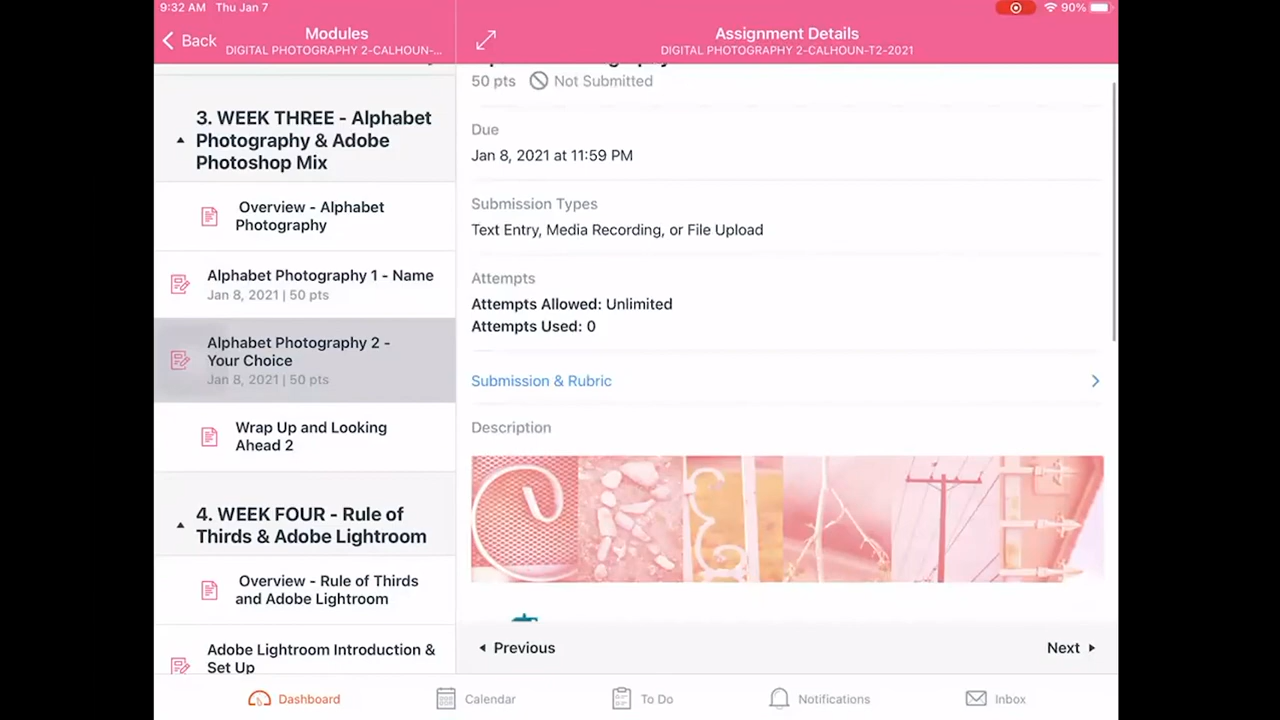 9:32 AM Thu Jan 7
90%
Back
Modules
DIGITAL PHOTOGRAPHY 2-CALHOUN-...
Assignment Details
DIGITAL PHOTOGRAPHY 2-CALHOUN-T2-2021
3. WEEK THREE - Alphabet
Photography & Adobe
Photoshop Mix
Overview - Alphabet
Photography
Alphabet Photography 1 - Name
Jan 8, 2021 | 50 pts
Alphabet Photography 2 -
Your Choice
Jan 8, 2021 | 50 pts
Wrap Up and Looking
Ahead 2
4. WEEK FOUR - Rule of
Thirds & Adobe Lightroom
Overview - Rule of Thirds
and Adobe Lightroom
Adobe Lightroom Introduction &
Set Up
50 pts Not Submitted
Due
Jan 8, 2021 at 11:59 PM
Submission Types
Text Entry, Media Recording, or File Upload
Attempts
Attempts Allowed: Unlimited
Attempts Used: 0
Submission & Rubric
Description
Previous
Next
Dashboard
Calendar
To Do
Notifications
Inbox